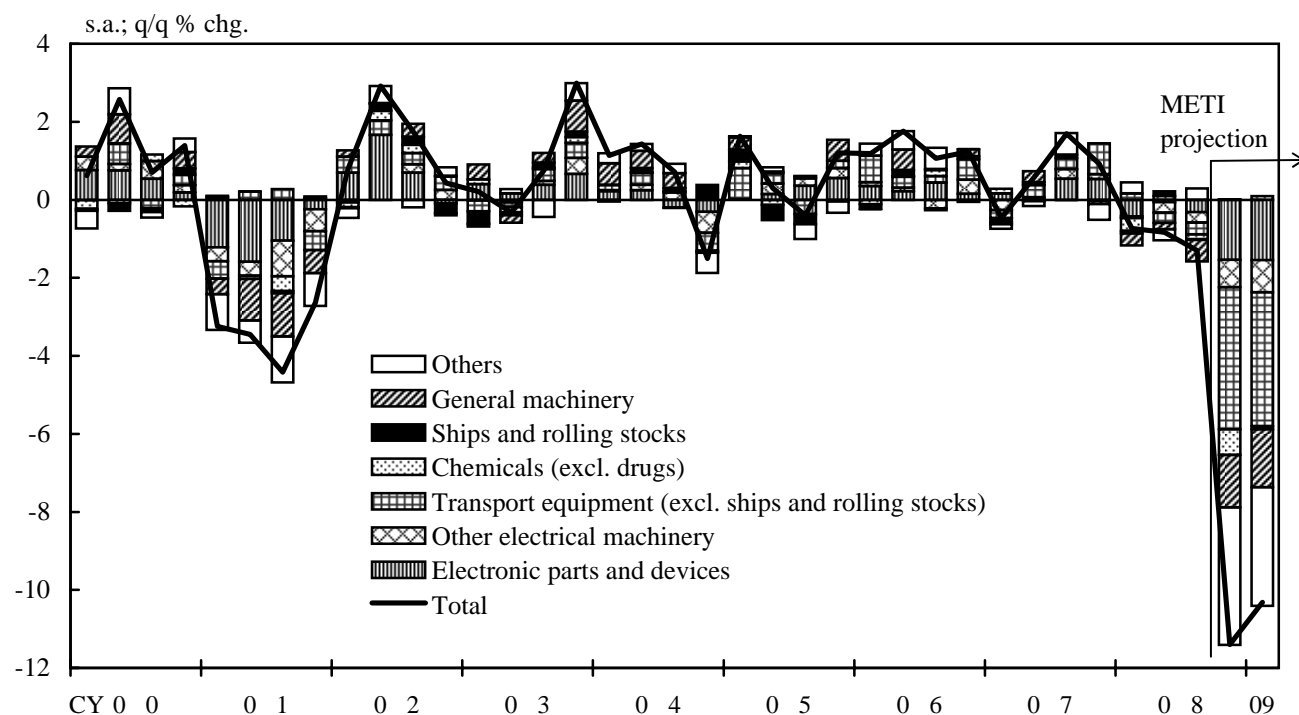 s.a.; q/q % chg.
4
2
0
-2
-4
-6
-8
-10
-12
METI
projection
Others
General machinery
Ships and rolling stocks
Chemicals (excl. drugs)
Transport equipment (excl. ships and rolling stocks)
Other electrical machinery
Electronic parts and devices
Total
CY 0 0 0 1 0 2 0 3 0 4 0 5 0 6 0 7 0 8 09